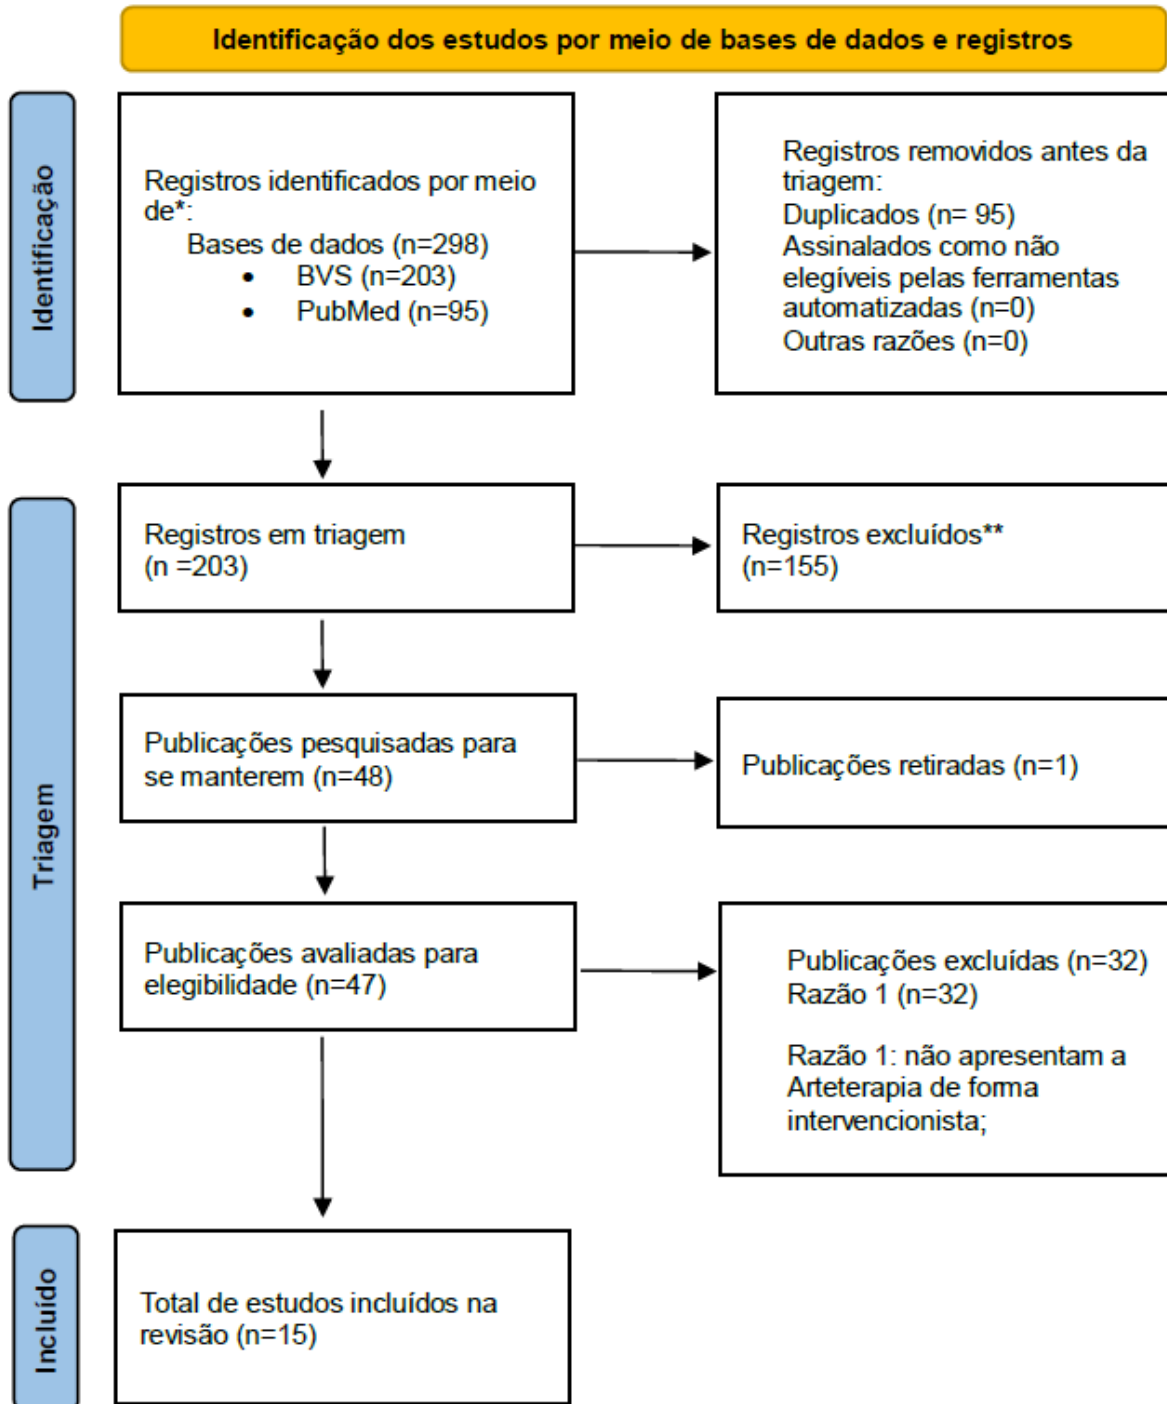 Identificação dos estudos por meio de bases de dados e registros
Identificação
Registros identificados por meio
de*:
Bases de dados (n=298)
• BVS (n=203)
• PubMed (n=95)
Registros removidos antes da
triagem:
Duplicados (n= 95)
Assinalados como não
elegíveis pelas ferramentas
automatizadas (n=0)
Outras razões (n=0)
Triagem
Registros em triagem
(n =203)
Registros excluídos**
(n=155)
Publicações pesquisadas para
se manterem (n=48)
Publicações retiradas (n=1)
Publicações avaliadas para
elegibilidade (n=47)
Publicações excluídas (n=32)
Razão 1 (n=32)
Razão 1: não apresentam a
Arteterapia de forma
intervencionista;
Incluído
Total de estudos incluídos na
revisão (n=15)